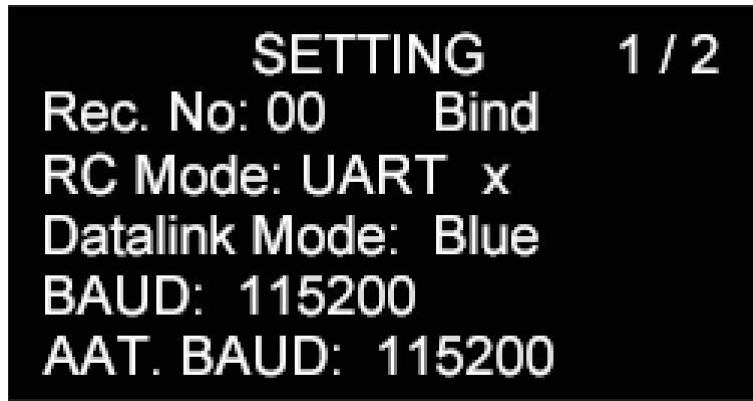 SETTING 1 / 2
Rec. No: 00 Bind
RC Mode: UART x
Datalink Mode: Blue
BAUD: 115200
AAT. BAUD: 115200